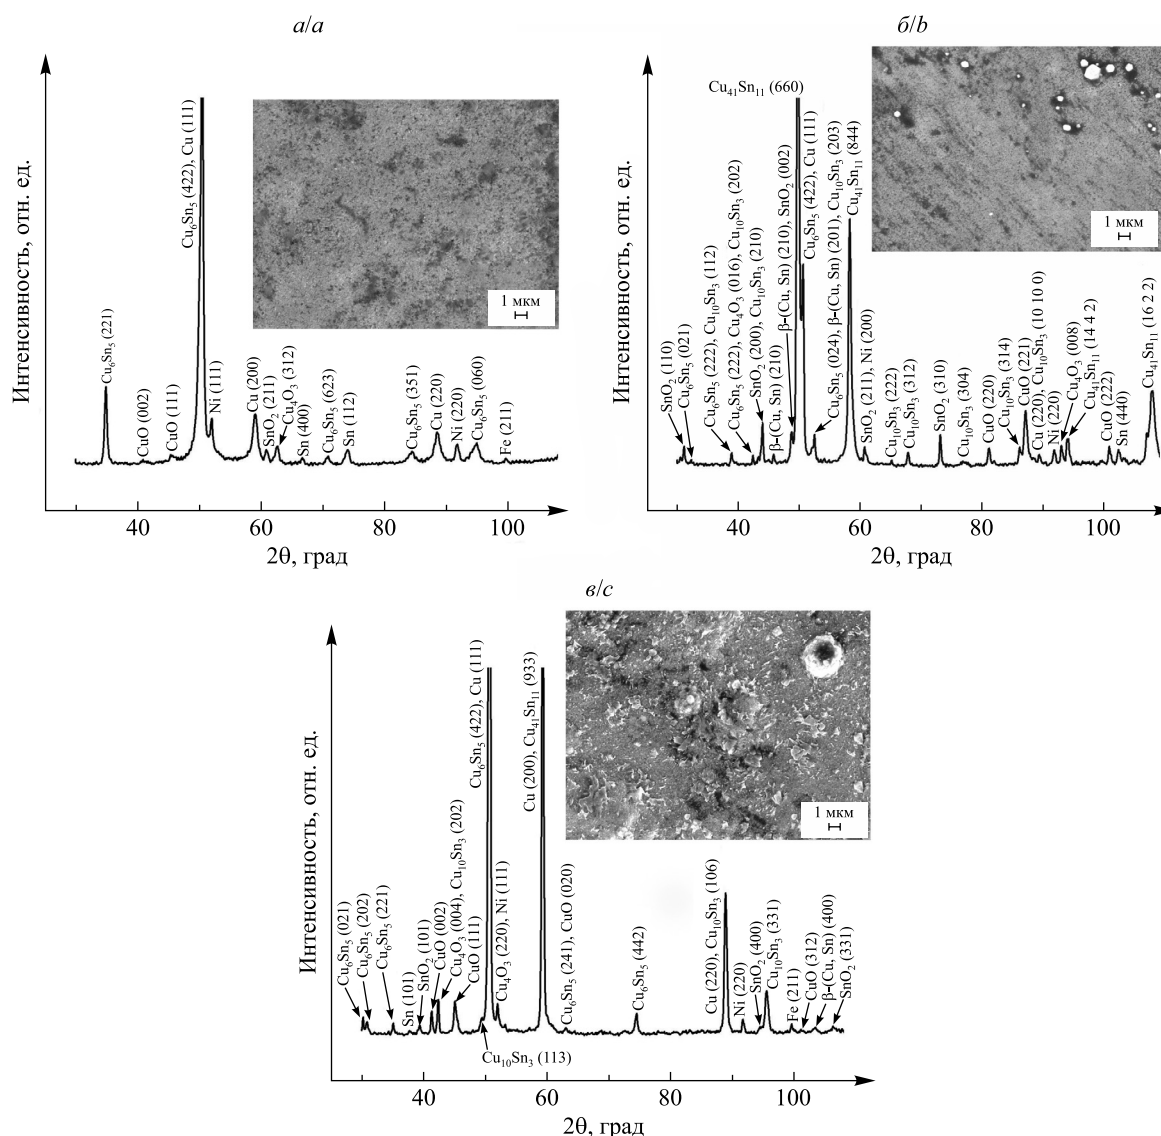 а/a
Интенсивность, отн. ед.
Cu6Sn5 (221)
CuO (002)
CuO (111)
Cu6Sn5 (422), Cu (111)
Ni (111)
Cu (200)
SnO2 (211)
Cu4O3 (312)
Sn (400)
Cu6Sn5 (623)
Sn (112)
Cu6Sn5 (351)
Cu (220)
Ni (220)
Cu6Sn5 (060)
Fe (211)
1 мкм
40
60
80
100
2θ, град
б/b
Интенсивность, отн. ед.
SnO2 (110)
Cu6Sn5 (021)
Cu6Sn5 (222), Cu10Sn3 (112)
Cu6Sn5 (222), Cu4O3 (016), Cu10Sn3 (202)
SnO2 (200), Cu10Sn3 (210)
β-(Cu, Sn) (210)
β-(Cu, Sn) (210), SnO2 (002)
Cu41Sn11 (660)
Cu6Sn5 (422), Cu (111)
Cu6Sn5 (024), β-(Cu, Sn) (201), Cu10Sn3 (203)
Cu41Sn11 (844)
SnO2 (211), Ni (200)
Cu10Sn3 (222)
Cu10Sn3 (312)
SnO2 (310)
Cu10Sn3 (304)
CuO (220)
Cu10Sn3 (314)
CuO (221)
Cu (220), Cu10Sn3 (10 10 0)
Ni (220)
Cu4O3 (008)
Cu41Sn11 (14 4 2)
CuO (222)
Sn (440)
Cu41Sn11 (16 2 2)
1 мкм
40
60
80
100
2θ, град
в/c
Интенсивность, отн. ед.
Cu6Sn5 (021)
Cu6Sn5 (202)
Cu6Sn5 (221)
Sn (101)
SnO2 (101)
CuO (002)
Cu4O3 (004), Cu10Sn3 (202)
CuO (111)
Cu10Sn3 (113)
Cu6Sn5 (422), Cu (111)
Cu4O3 (220), Ni (111)
Cu (200), Cu41Sn11 (933)
Cu6Sn5 (241), CuO (020)
Cu6Sn5 (442)
Cu (220), Cu10Sn3 (106)
Ni (220)
SnO2 (400)
Cu10Sn3 (331)
Fe (211)
CuO (312)
β-(Cu, Sn) (400)
SnO2 (331)
1 мкм
40
60
80
100
2θ, град